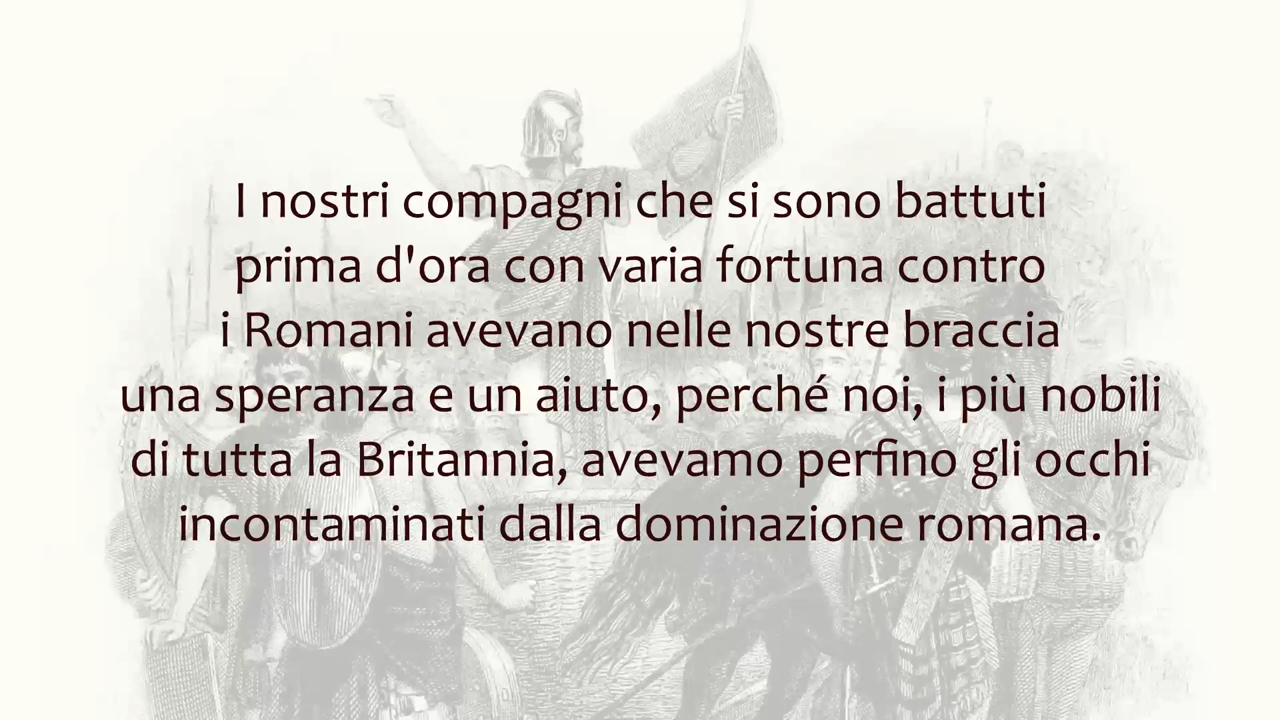 I nostri compagni che si sono battuti
prima d'ora con varia fortuna contro
i Romani avevano nelle nostre braccia
una speranza e un aiuto, perché noi, i più nobili
di tutta la Britannia, avevamo perfino gli occhi
incontaminati dalla dominazione romana.